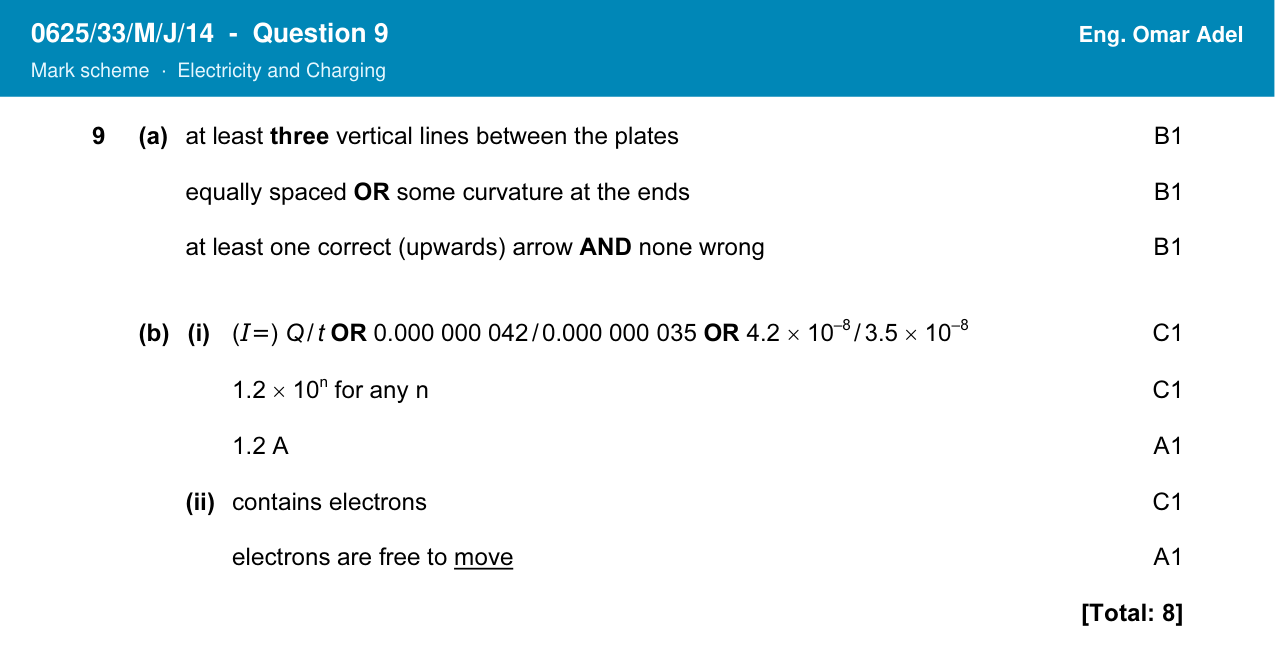 0625/33/M/J/14 - Question 9
Eng. Omar Adel
Mark scheme · Electricity and Charging
9 (a) at least three vertical lines between the plates B1
equally spaced OR some curvature at the ends B1
at least one correct (upwards) arrow AND none wrong B1
(b) (i) (I=) Q/t OR 0.000 000 042/0.000 000 035 OR 4.2 × 10⁻⁸/3.5 × 10⁻⁸ C1
1.2 × 10ⁿ for any n C1
1.2 A A1
(ii) contains electrons C1
electrons are free to move A1
[Total: 8]